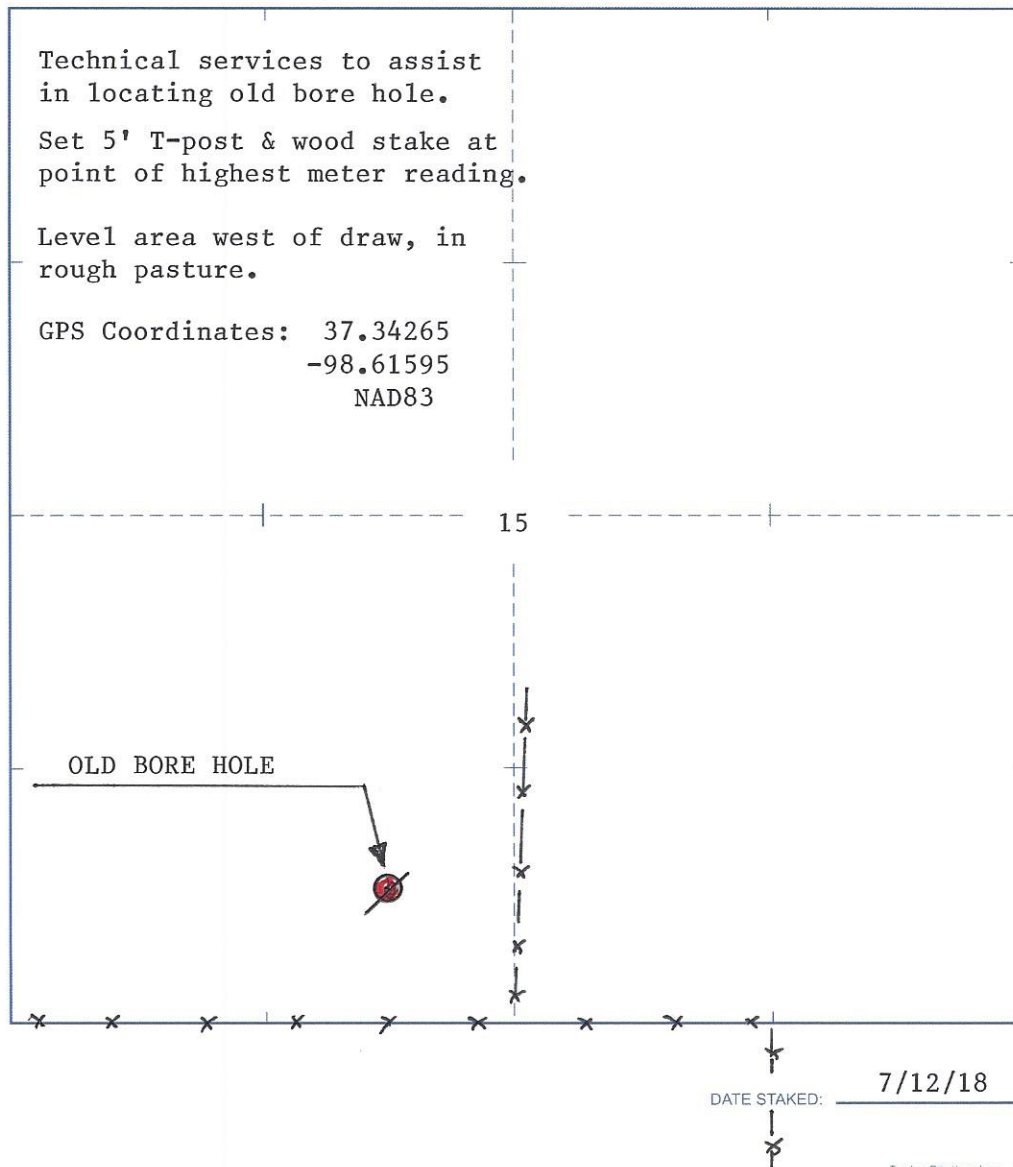 Technical services to assist
in locating old bore hole.
Set 5' T-post & wood stake at
point of highest meter reading.
Level area west of draw, in
rough pasture.
GPS Coordinates: 37.34265
-98.61595
NAD83
15
OLD BORE HOLE
DATE STAKED: 7/12/18